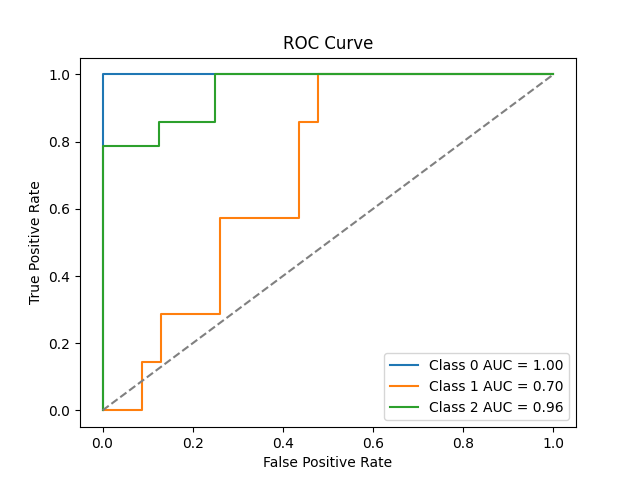 ROC Curve
True Positive Rate
1.0
0.8
0.6
0.4
0.2
0.0
0.0 0.2 0.4 0.6 0.8 1.0
False Positive Rate
Class 0 AUC = 1.00
Class 1 AUC = 0.70
Class 2 AUC = 0.96